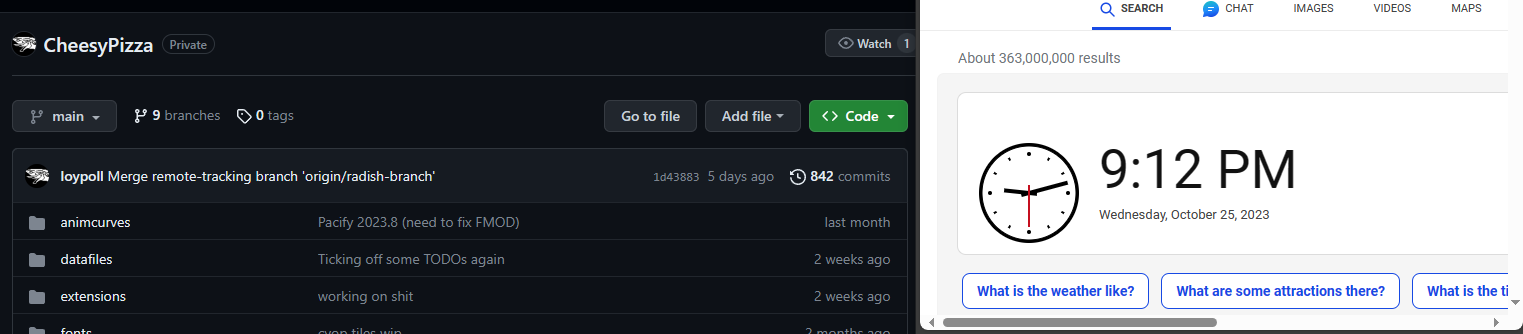 CheesyPizza Private
Watch 1
main 9 branches 0 tags
Go to file Add file Code
loypoll Merge remote-tracking branch 'origin/radish-branch' 1d43883 5 days ago 842 commits
animcurves Pacify 2023.8 (need to fix FMOD) last month
datafiles Ticking off some TODOs again 2 weeks ago
extensions working on shit 2 weeks ago
fonts cyop tiles wip 2 months ago
SEARCH CHAT IMAGES VIDEOS MAPS
About 363,000,000 results
9:12 PM
Wednesday, October 25, 2023
What is the weather like? What are some attractions there? What is the ti